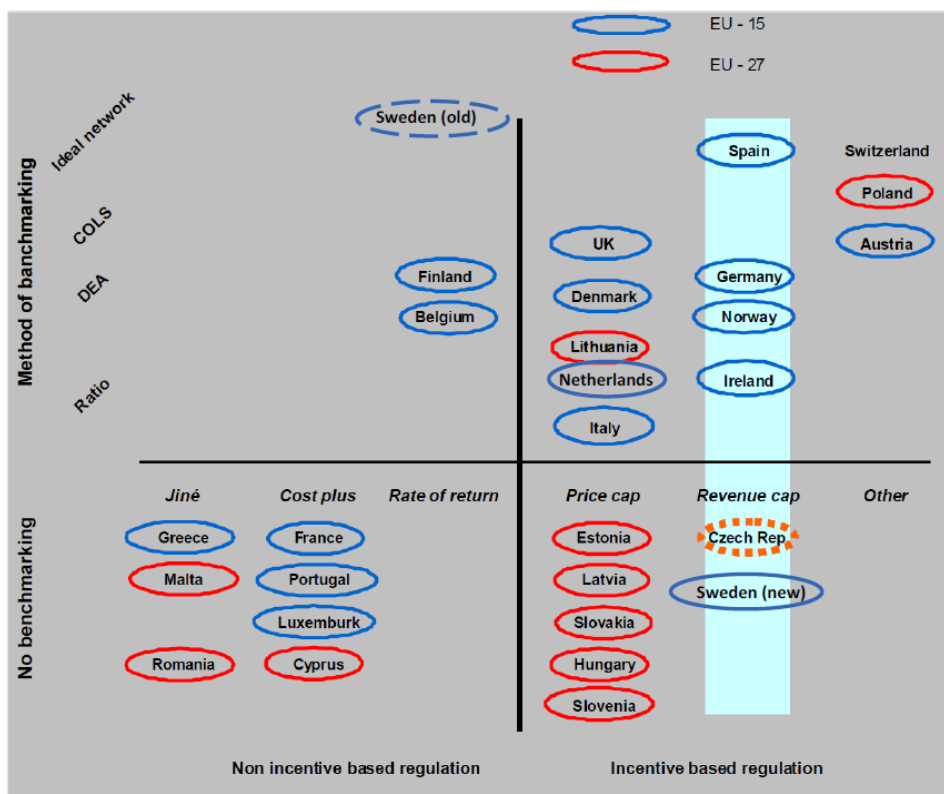 EU - 15
EU - 27
Method of banchmarking
Ideal network
COLS
DEA
Ratio
Sweden (old)
Spain
Switzerland
Poland
UK
Austria
Finland
Germany
Denmark
Belgium
Norway
Lithuania
Netherlands
Ireland
Italy
No benchmarking
Jiné
Cost plus
Rate of return
Price cap
Revenue cap
Other
Greece
France
Estonia
Czech Rep
Malta
Portugal
Latvia
Sweden (new)
Luxemburk
Slovakia
Romania
Cyprus
Hungary
Slovenia
Non incentive based regulation
Incentive based regulation